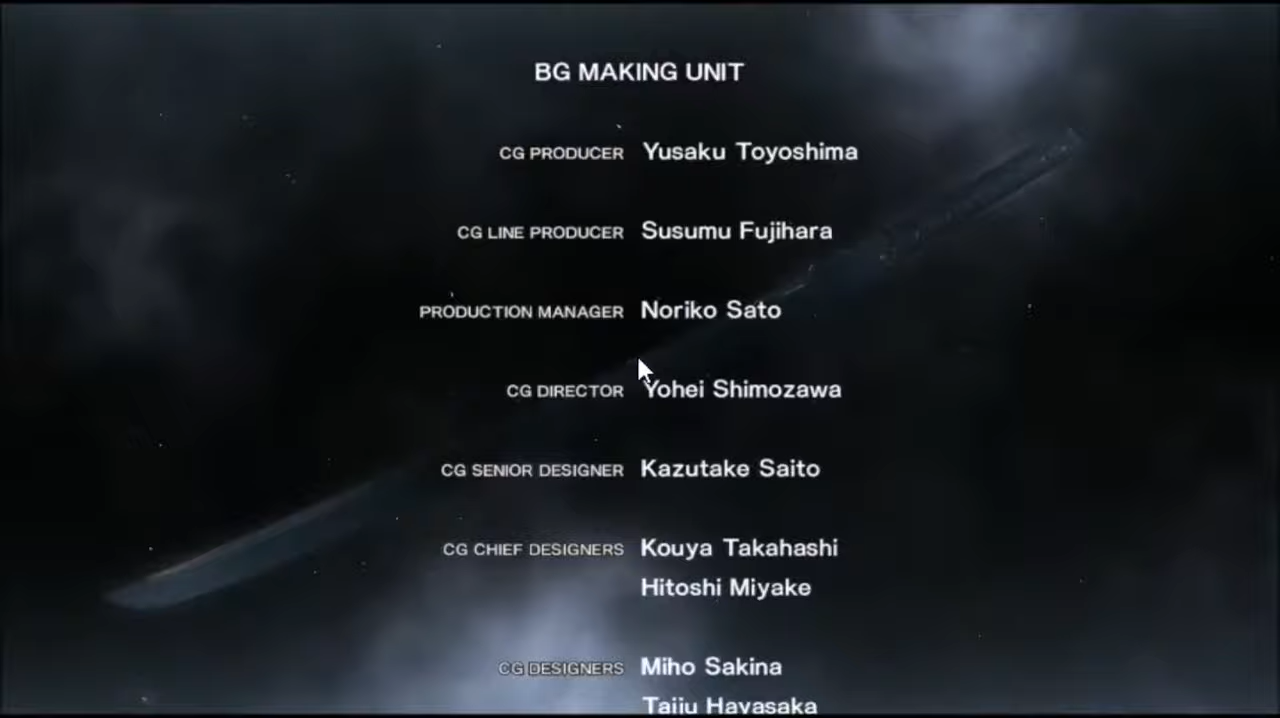 BG MAKING UNIT
CG PRODUCER Yusaku Toyoshima
CG LINE PRODUCER Susumu Fujihara
PRODUCTION MANAGER Noriko Sato
CG DIRECTOR Yohei Shimozawa
CG SENIOR DESIGNER Kazutake Saito
CG CHIEF DESIGNERS Kouya Takahashi
Hitoshi Miyake
CG DESIGNERS Miho Sakina
Taiju Hayasaka